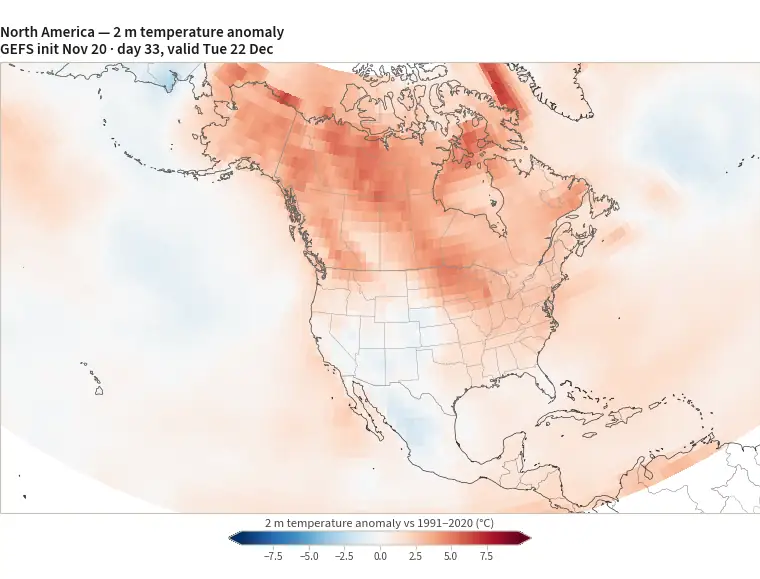 North America — 2 m temperature anomaly
GEFS init Nov 20 · day 33, valid Tue 22 Dec
2 m temperature anomaly vs 1991–2020 (°C)
−7.5 −5.0 −2.5 0.0 2.5 5.0 7.5